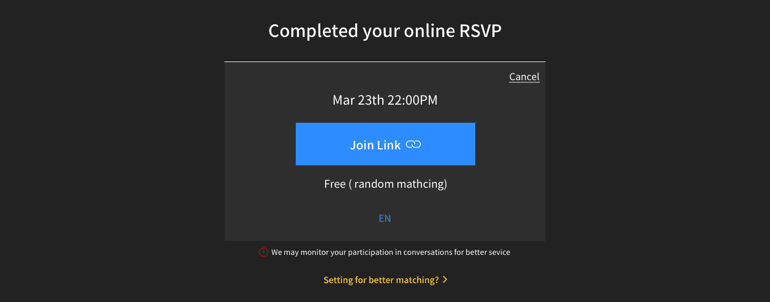 Completed your online RSVP
Cancel
Mar 23th 22:00PM
Join Link
Free ( random mathcing)
EN
We may monitor your participation in conversations for better sevice
Setting for better matching?